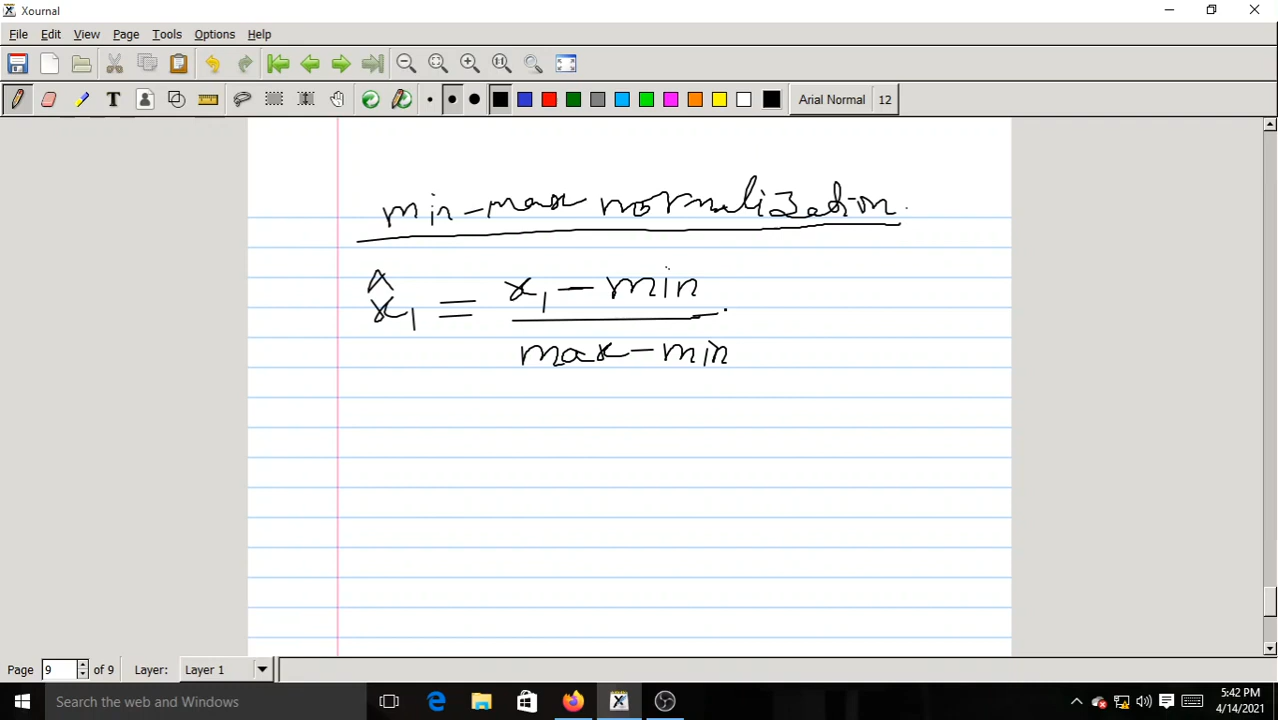 Xournal
File Edit View Page Tools Options Help
Arial Normal 12
min-max normalization.
x̂₁ = x₁ - min
max - min
Page 9 of 9 Layer: Layer 1
Search the web and Windows
5:42 PM
4/14/2021